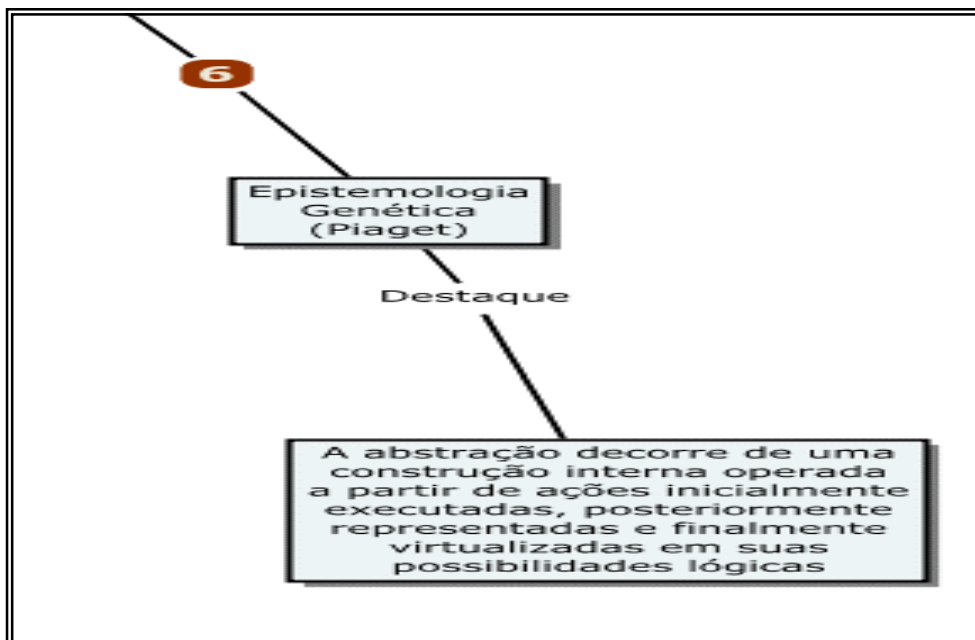 6
Epistemologia
Genética
(Piaget)
Destaque
A abstração decorre de uma
construção interna operada
a partir de ações inicialmente
executadas, posteriormente
representadas e finalmente
virtualizadas em suas
possibilidades lógicas